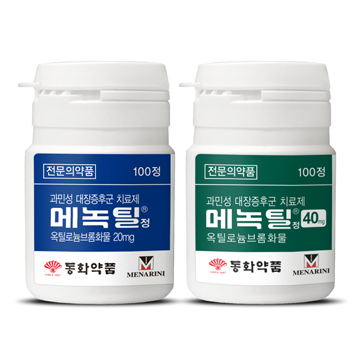 전문의약품 100정
과민성 대장증후군 치료제
메녹틸®정
옥틸로늄브롬화물 20mg
동화약품 MENARINI
전문의약품 100정
과민성 대장증후군 치료제
메녹틸®정 40mg
옥틸로늄브롬화물
동화약품 MENARINI